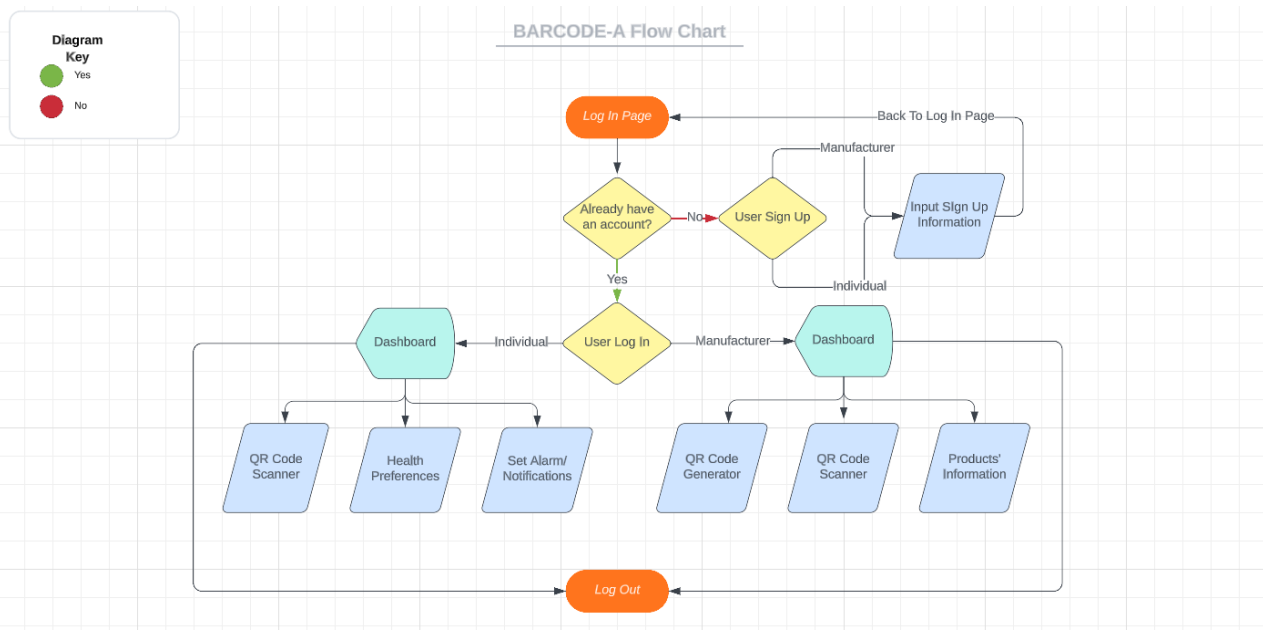 BARCODE-A Flow Chart
Diagram
Key
Yes
No
Log In Page
Back To Log In Page
Manufacturer
Already have
an account?
No
User Sign Up
Input SIgn Up
Information
Yes
Individual
Dashboard
Individual
User Log In
Manufacturer
Dashboard
QR Code
Scanner
Health
Preferences
Set Alarm/
Notifications
QR Code
Generator
QR Code
Scanner
Products'
Information
Log Out